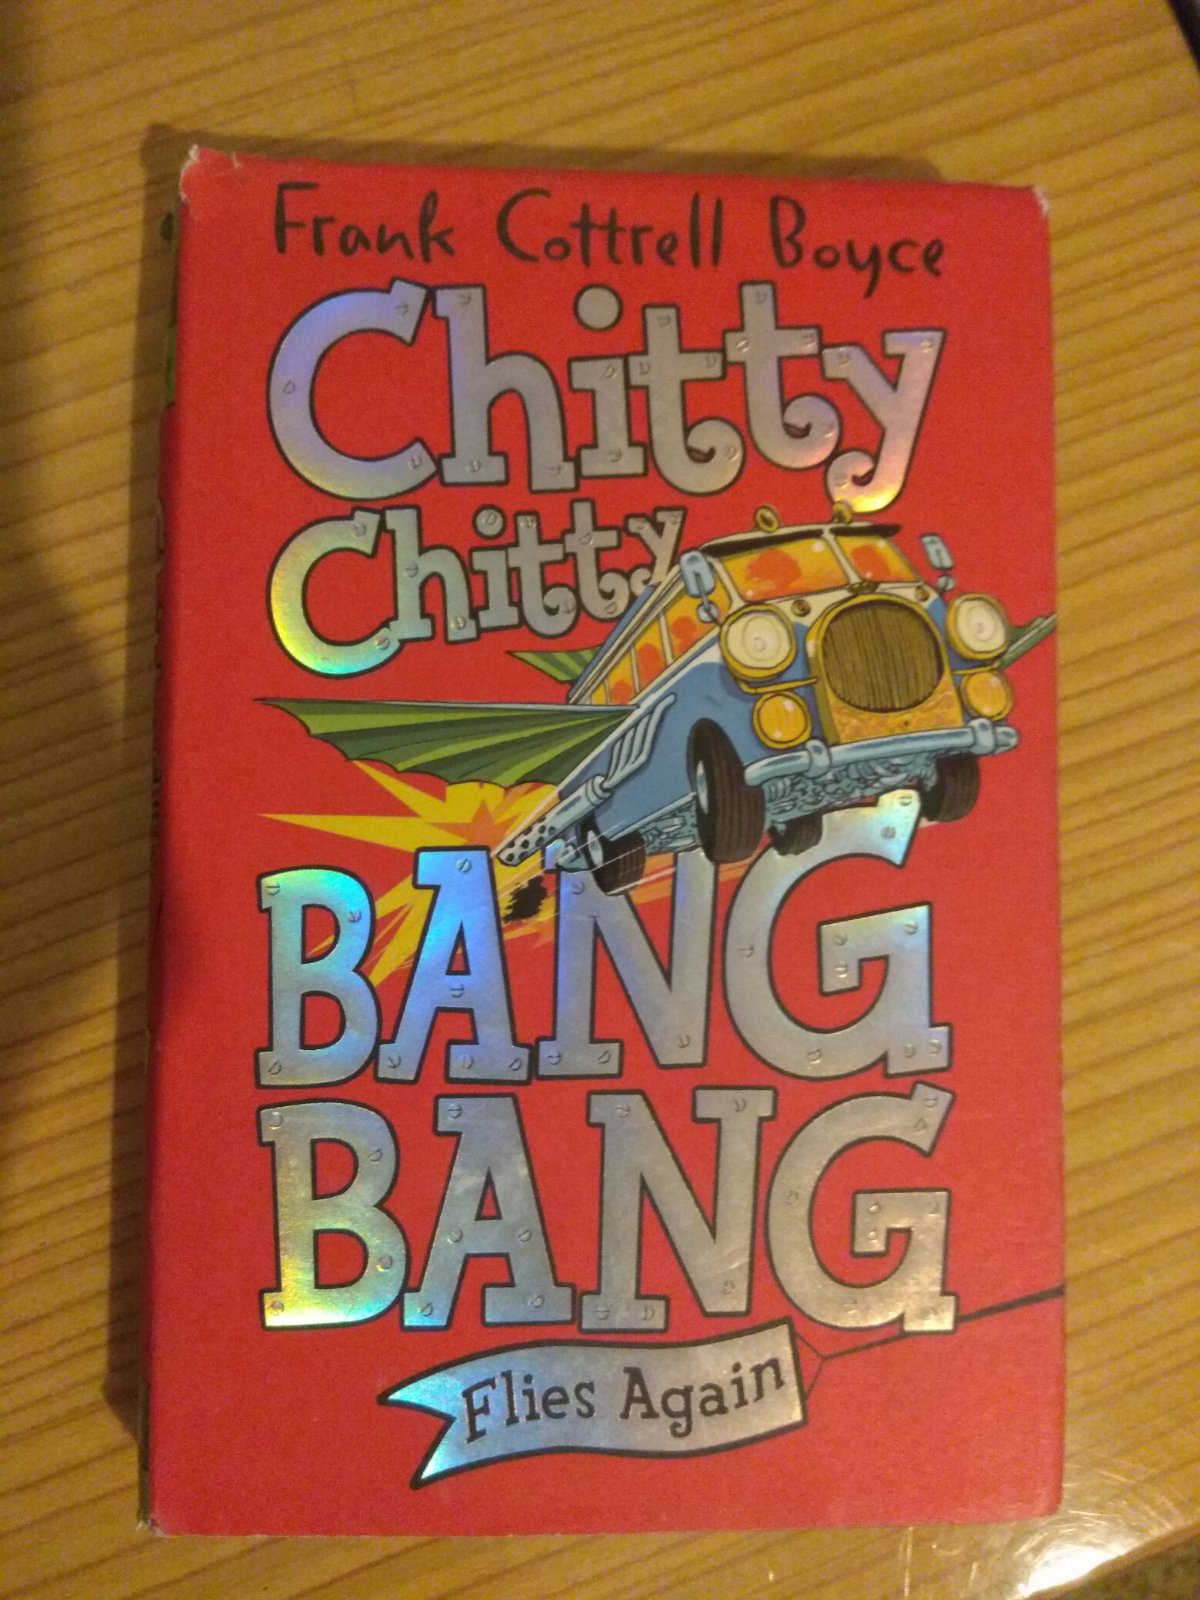 Frank Cottrell Boyce
Chitty
Chitty
BANG
BANG
Flies Again